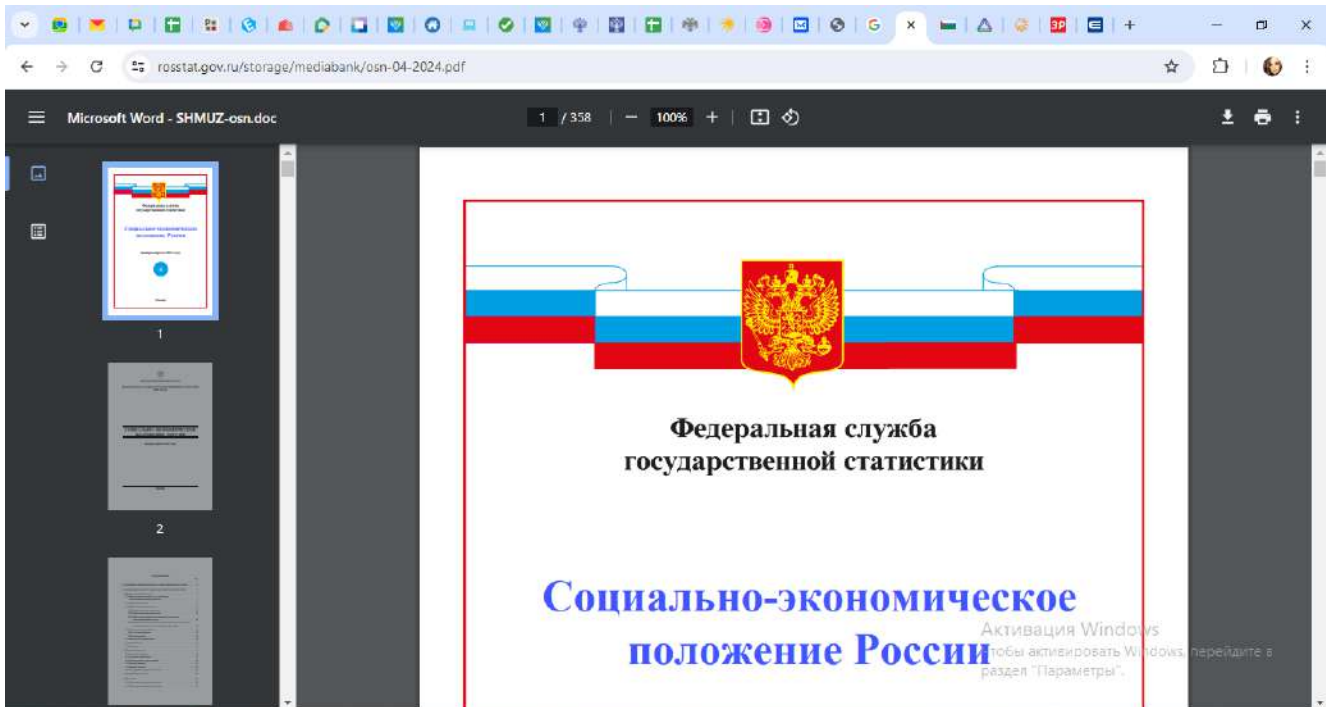 rosstat.gov.ru/storage/mediabank/osn-04-2024.pdf
Microsoft Word - SHMUZ-osn.doc
1 / 358
100%
1
2
Федеральная служба
государственной статистики
Социально-экономическое
положение России
Активация Windows
Чтобы активировать Windows, перейдите в
раздел "Параметры".